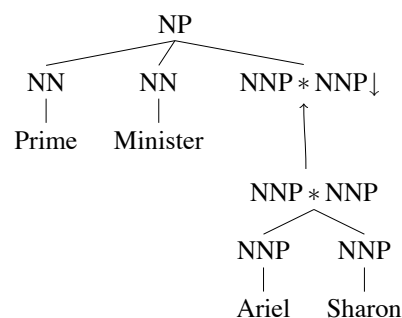 NP
NN NN NNP ∗ NNP↓
Prime Minister
NNP ∗ NNP
NNP NNP
Ariel Sharon